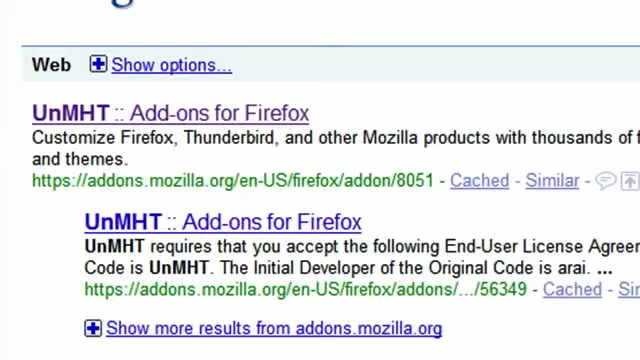 Web Show options...
UnMHT :: Add-ons for Firefox
Customize Firefox, Thunderbird, and other Mozilla products with thousands of
and themes.
https://addons.mozilla.org/en-US/firefox/addon/8051 - Cached - Similar -
UnMHT :: Add-ons for Firefox
UnMHT requires that you accept the following End-User License
Code is UnMHT. The Initial Developer of the Original Code is arai. ...
https://addons.mozilla.org/en-US/firefox/addons/.../56349 - Cached -
Show more results from addons.mozilla.org